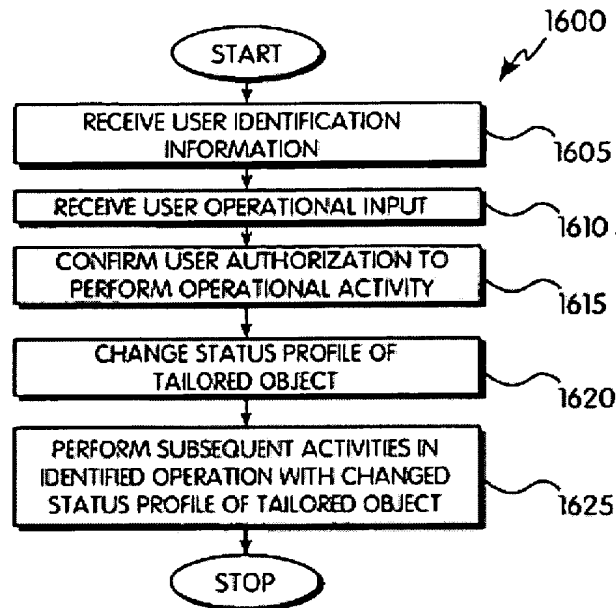 1600
START
RECEIVE USER IDENTIFICATION
INFORMATION
1605
RECEIVE USER OPERATIONAL INPUT
1610
CONFIRM USER AUTHORIZATION TO
PERFORM OPERATIONAL ACTIVITY
1615
CHANGE STATUS PROFILE OF
TAILORED OBJECT
1620
PERFORM SUBSEQUENT ACTIVITIES IN
IDENTIFIED OPERATION WITH CHANGED
STATUS PROFILE OF TAILORED OBJECT
1625
STOP